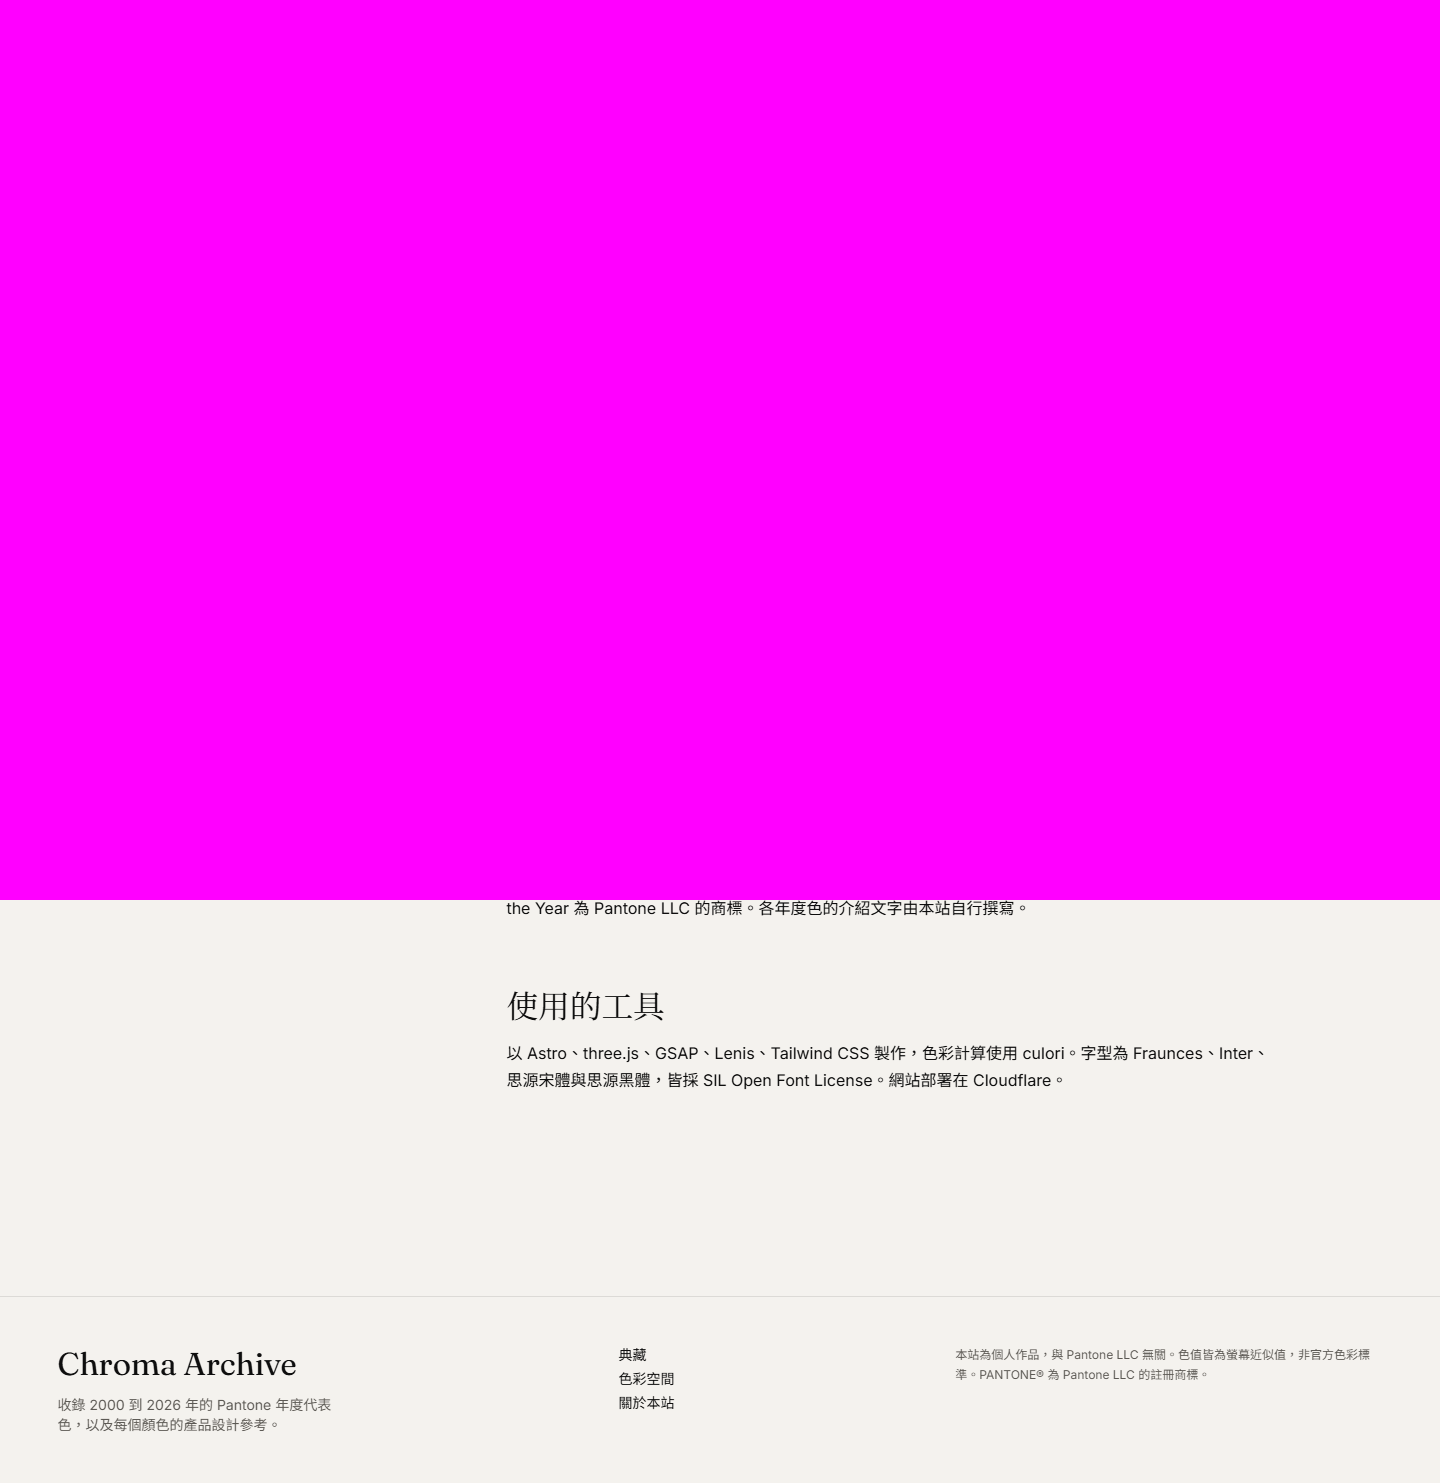 the Year 為 Pantone LLC 的商標。各年度色的介紹文字由本站自行撰寫。
使用的工具
以 Astro、three.js、GSAP、Lenis、Tailwind CSS 製作，色彩計算使用 culori。字型為 Fraunces、Inter、
思源宋體與思源黑體，皆採 SIL Open Font License。網站部署在 Cloudflare。
Chroma Archive
收錄 2000 到 2026 年的 Pantone 年度代表
色，以及每個顏色的產品設計參考。
典藏
色彩空間
關於本站
本站為個人作品，與 Pantone LLC 無關。色值皆為螢幕近似值，非官方色彩標
準。PANTONE® 為 Pantone LLC 的註冊商標。